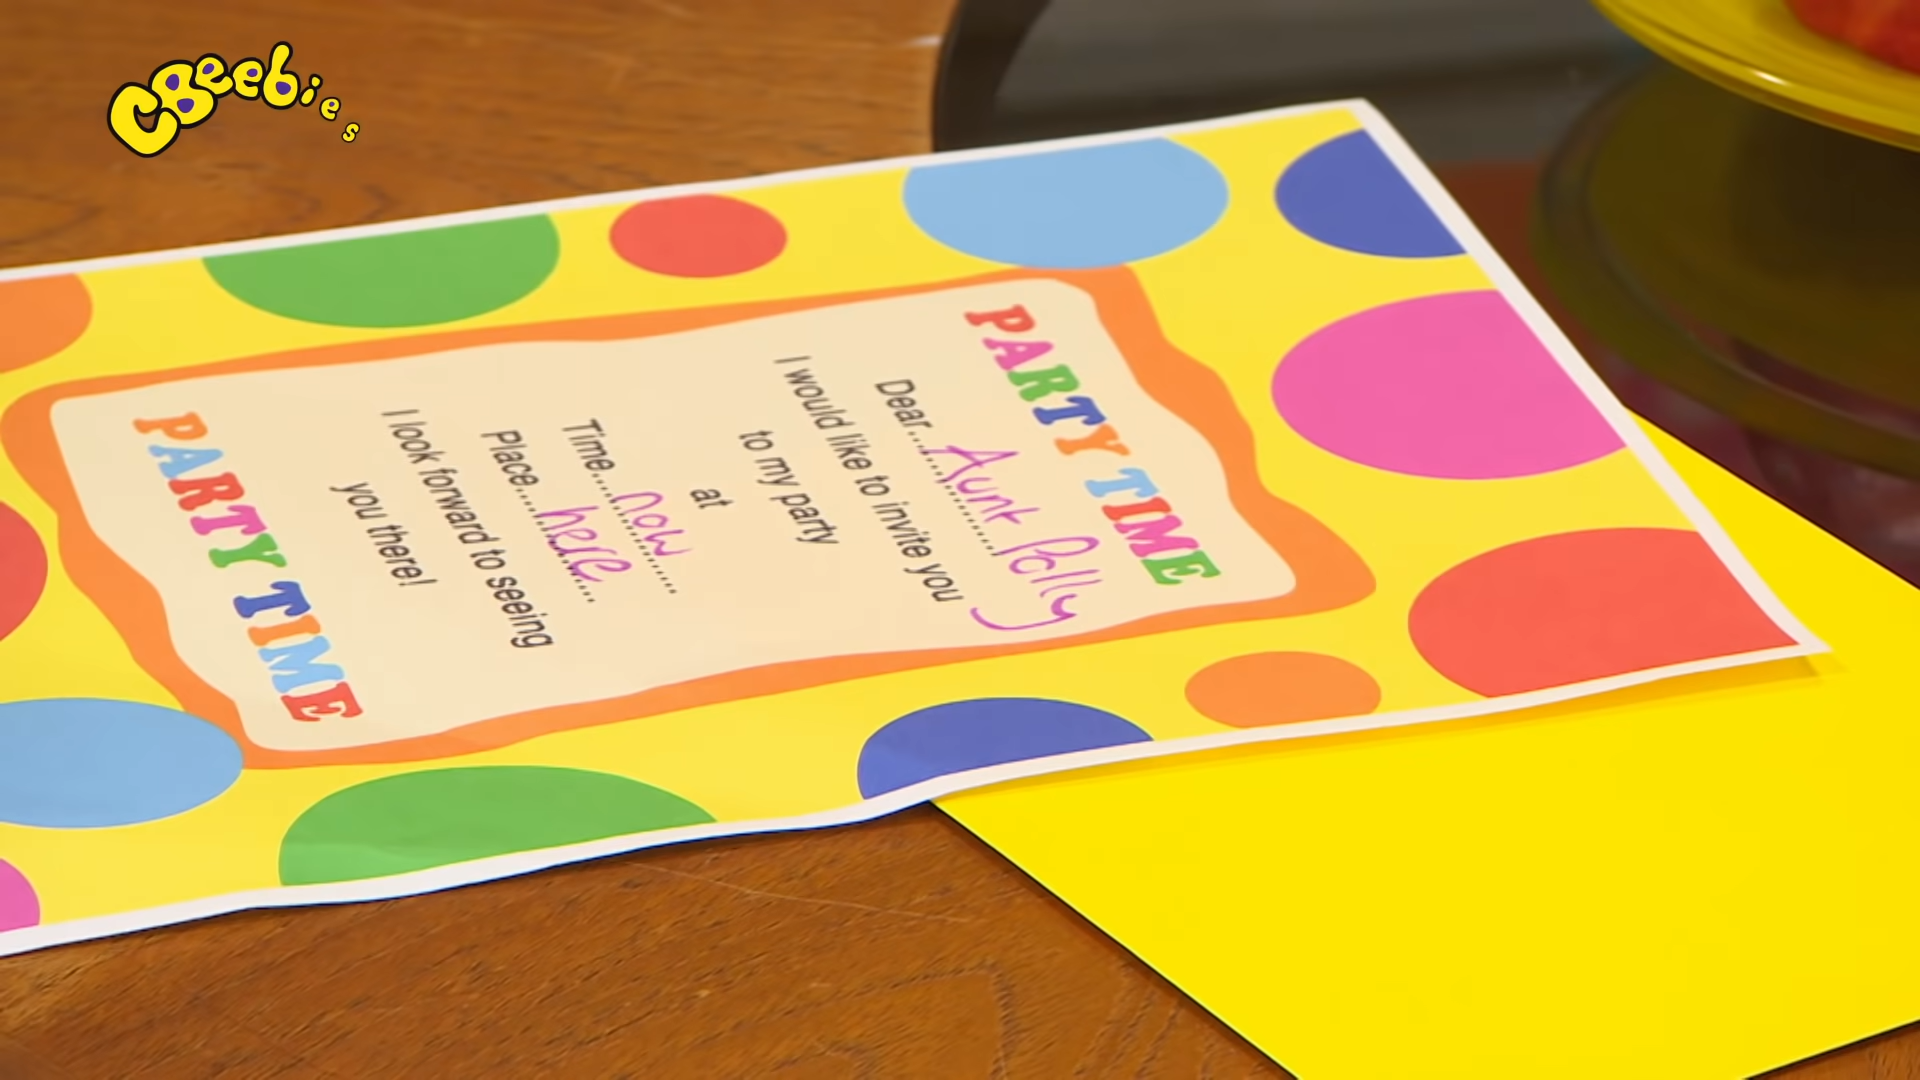 CBeebies
PARTY TIME
Dear...Aunt Polly
I would like to invite you
to my party
at
Time...now...
Place...here...
I look forward to seeing
you there!
PARTY TIME